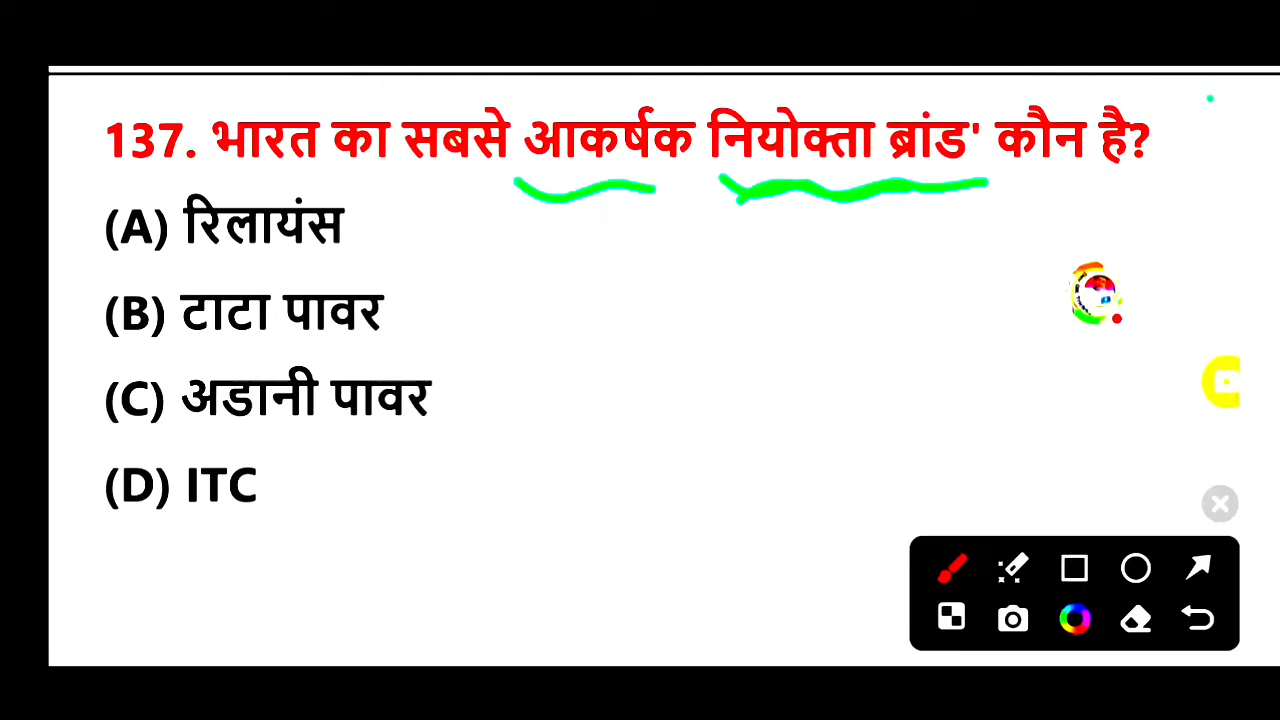 137. भारत का सबसे आकर्षक नियोक्ता ब्रांड' कौन है?
(A) रिलायंस
(B) टाटा पावर
(C) अडानी पावर
(D) ITC